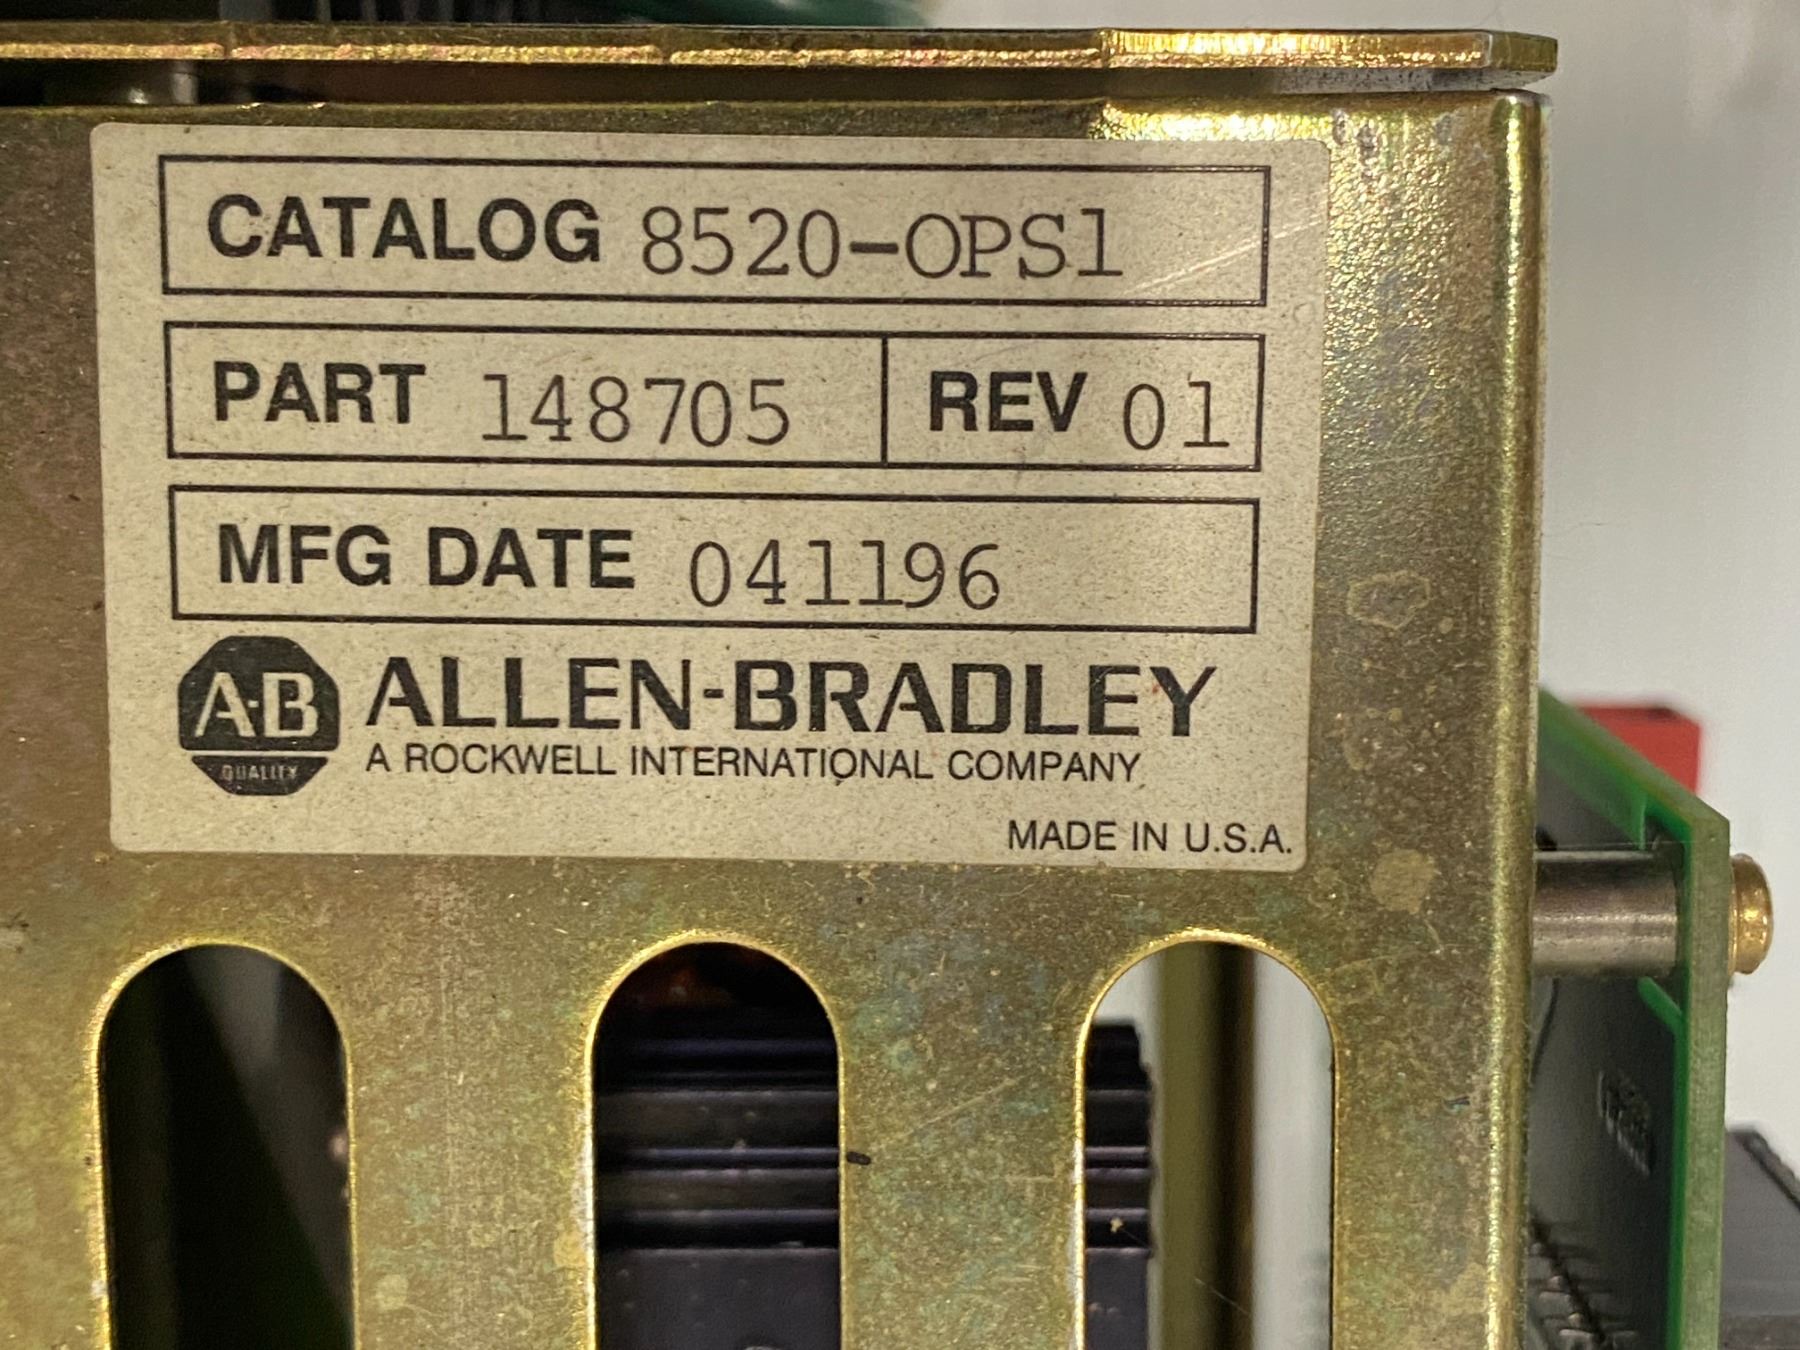 CATALOG 8520-OPS1
PART 148705 REV 01
MFG DATE 041196
A-B ALLEN-BRADLEY
QUALITY A ROCKWELL INTERNATIONAL COMPANY
MADE IN U.S.A.